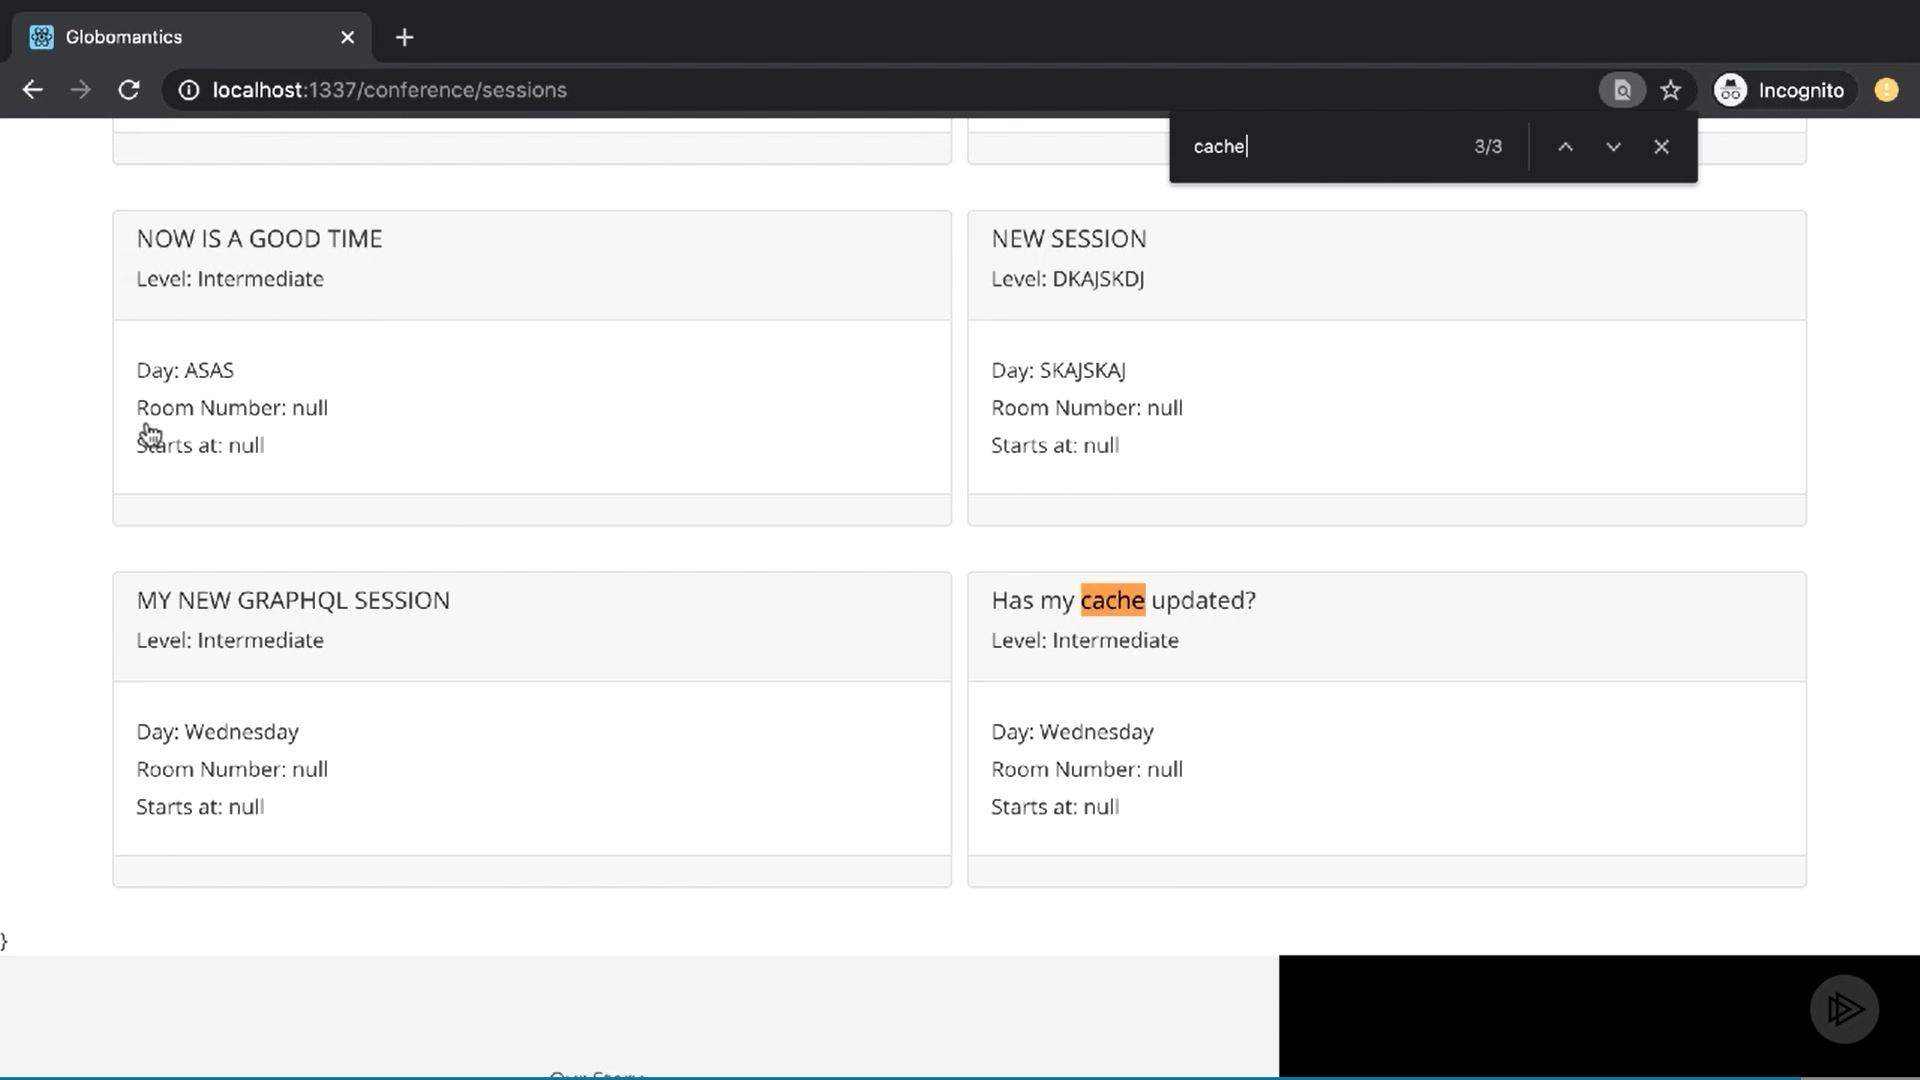 Globomantics
localhost:1337/conference/sessions
Incognito
cache
3/3
NOW IS A GOOD TIME
Level: Intermediate
Day: ASAS
Room Number: null
Starts at: null
NEW SESSION
Level: DKAJSKDJ
Day: SKAJSKAJ
Room Number: null
Starts at: null
MY NEW GRAPHQL SESSION
Level: Intermediate
Day: Wednesday
Room Number: null
Starts at: null
Has my cache updated?
Level: Intermediate
Day: Wednesday
Room Number: null
Starts at: null
}
Our Story